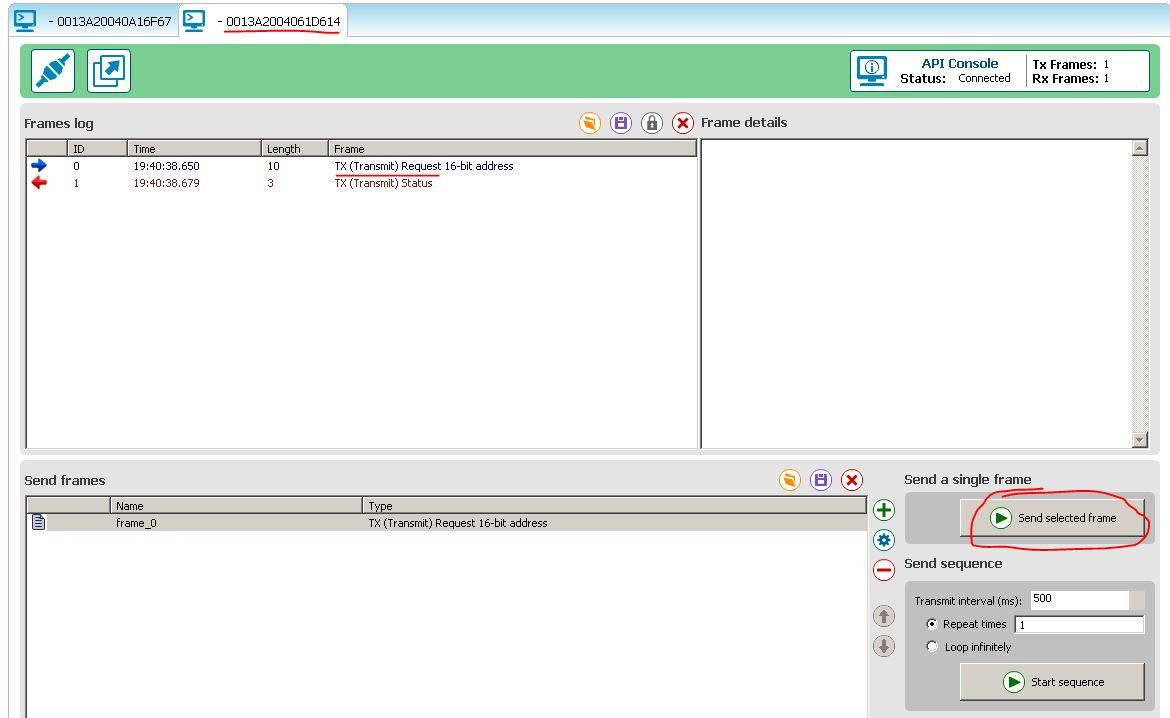 - 0013A20040A16F67 - 0013A2004061D614
API Console
Status: Connected
Tx Frames: 1
Rx Frames: 1
Frames log
Frame details
ID Time Length Frame
0 19:40:38.650 10 TX (Transmit) Request 16-bit address
1 19:40:38.679 3 TX (Transmit) Status
Send frames
Name Type
frame_0 TX (Transmit) Request 16-bit address
Send a single frame
Send selected frame
Send sequence
Transmit interval (ms): 500
Repeat times 1
Loop infinitely
Start sequence